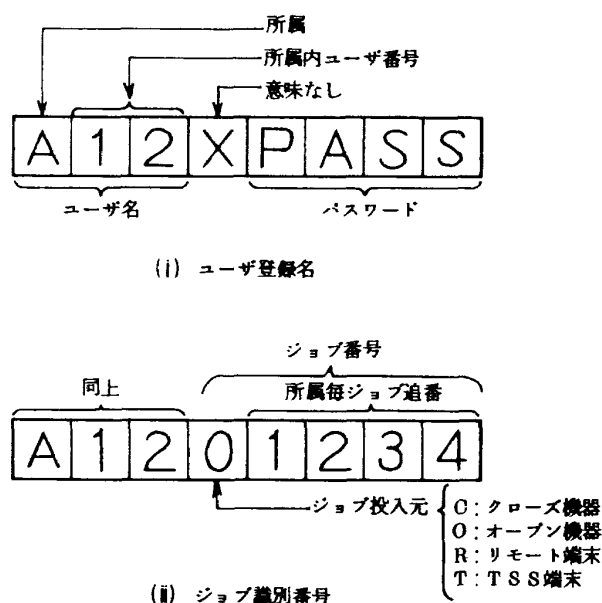 所属
所属内ユーザ番号
意味なし
A12XPASS
ユーザ名
パスワード
(i) ユーザ登録名
ジョブ番号
同上
所属毎ジョブ追番
A12O1234
ジョブ投入元
C:クローズ機器
O:オープン機器
R:リモート端末
T:TSS端末
(ii) ジョブ識別番号